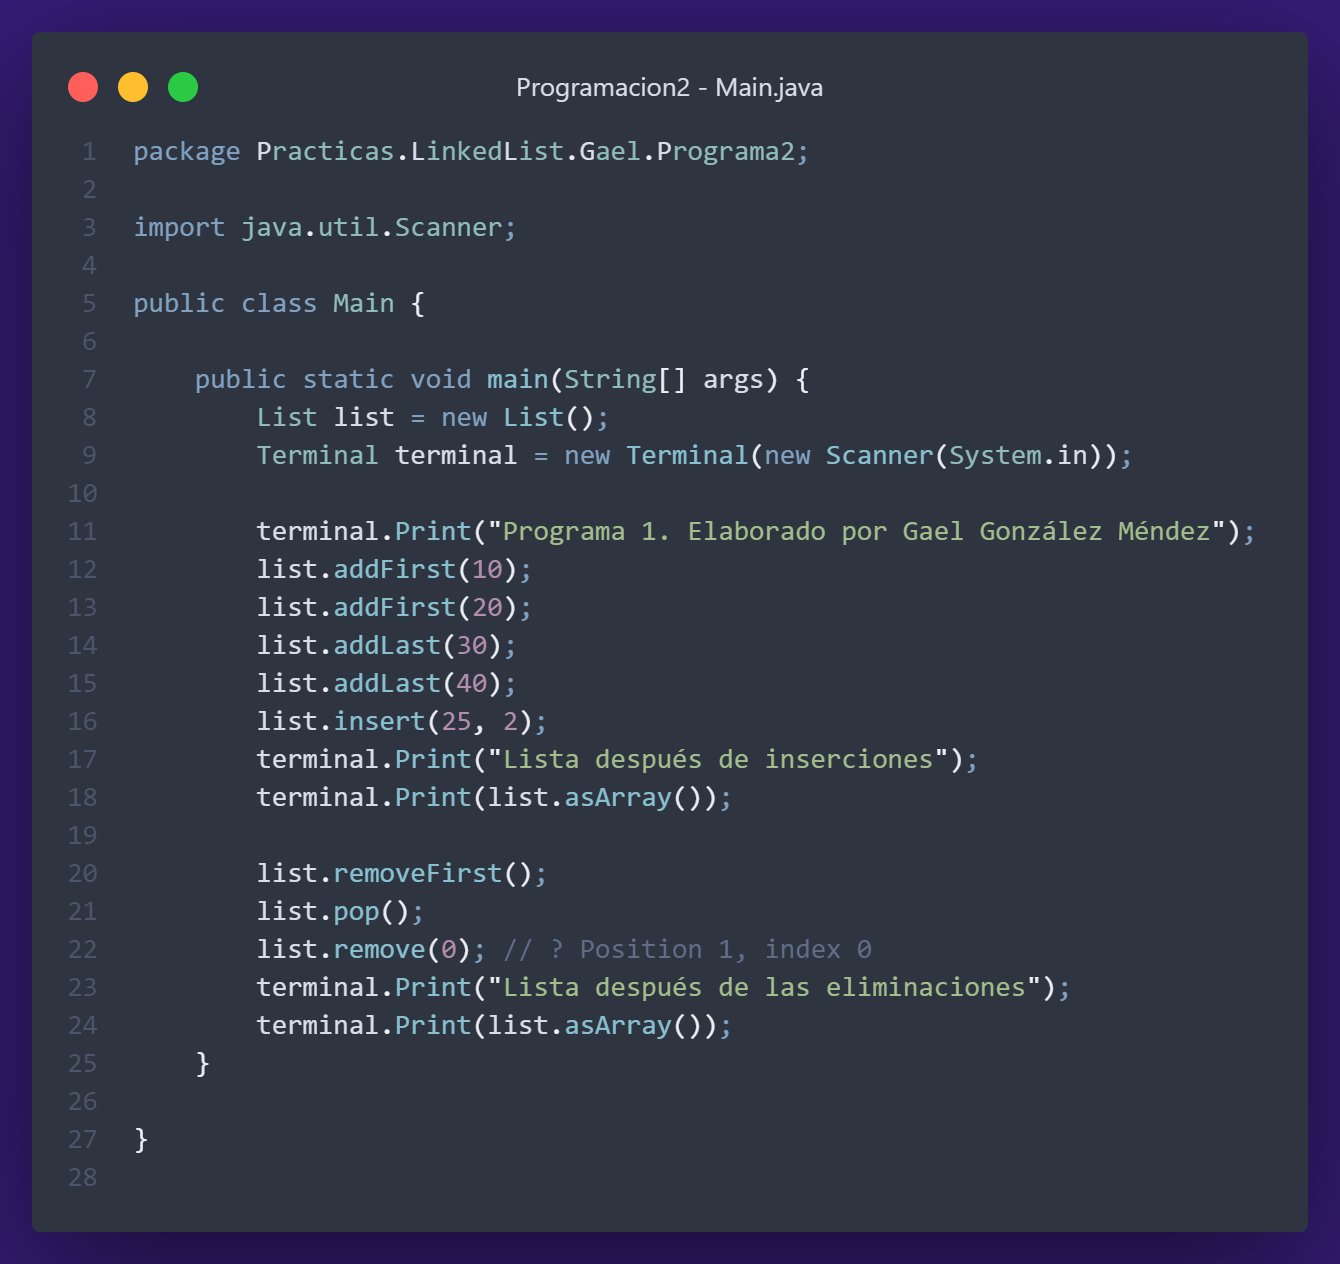 Programacion2 - Main.java
1 package Practicas.LinkedList.Gael.Programa2;
2
3 import java.util.Scanner;
4
5 public class Main {
6
7     public static void main(String[] args) {
8         List list = new List();
9         Terminal terminal = new Terminal(new Scanner(System.in));
10
11         terminal.Print("Programa 1. Elaborado por Gael González Méndez");
12         list.addFirst(10);
13         list.addFirst(20);
14         list.addLast(30);
15         list.addLast(40);
16         list.insert(25, 2);
17         terminal.Print("Lista después de inserciones");
18         terminal.Print(list.asArray());
19
20         list.removeFirst();
21         list.pop();
22         list.remove(0); // ? Position 1, index 0
23         terminal.Print("Lista después de las eliminaciones");
24         terminal.Print(list.asArray());
25     }
26
27 }
28